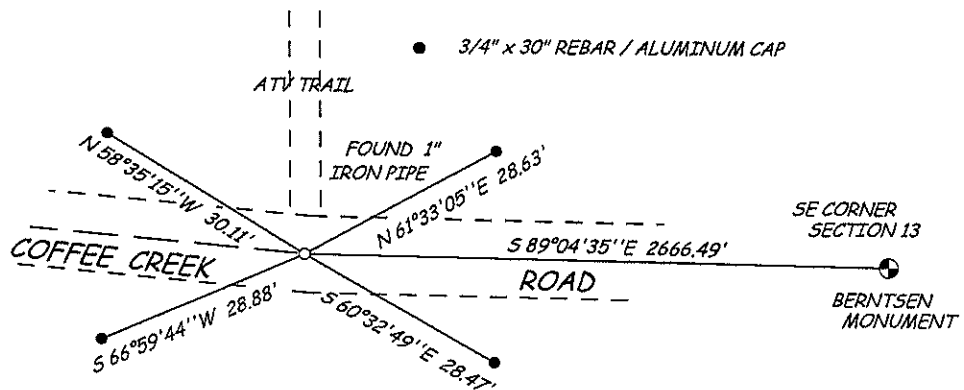 3/4" x 30" REBAR / ALUMINUM CAP
ATV TRAIL
N 58°35'15''W 30.11'
FOUND 1"
IRON PIPE
N 61°33'05''E 28.63'
SE CORNER
SECTION 13
S 89°04'35''E 2666.49'
COFFEE CREEK ROAD
BERNTSEN
MONUMENT
S 66°59'44''W 28.88'
S 60°32'49''E 28.47'